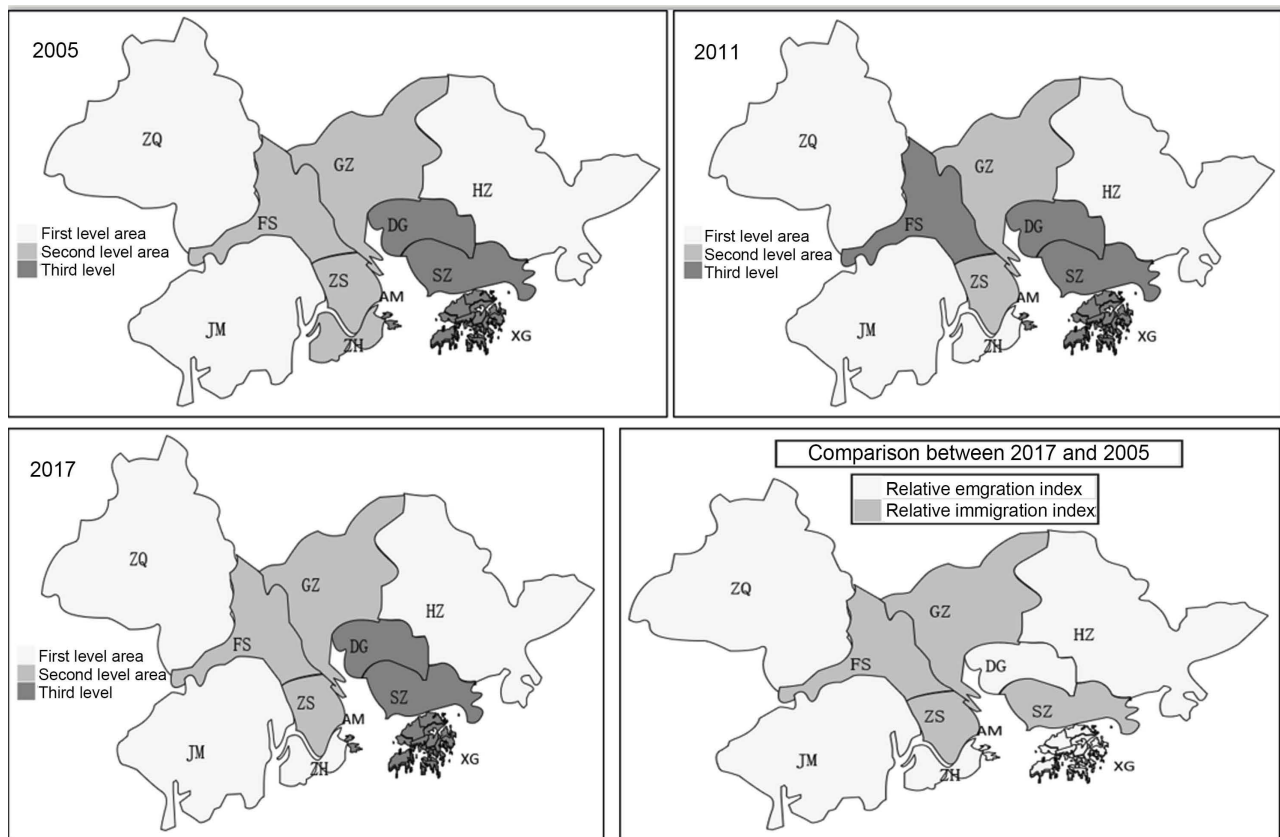 2005
ZQ
GZ
HZ
DG
FS
First level area
Second level area
Third level
SZ
ZS
AM
JM
ZH
XG
2011
ZQ
GZ
HZ
DG
FS
First level area
Second level area
Third level
SZ
ZS
AM
JM
ZH
XG
2017
ZQ
GZ
HZ
FS
DG
First level area
Second level area
Third level
SZ
ZS
AM
JM
ZH
XG
Comparison between 2017 and 2005
Relative emgration index
Relative immigration index
ZQ
GZ
HZ
FS
DG
SZ
ZS
AM
JM
XG
ZH